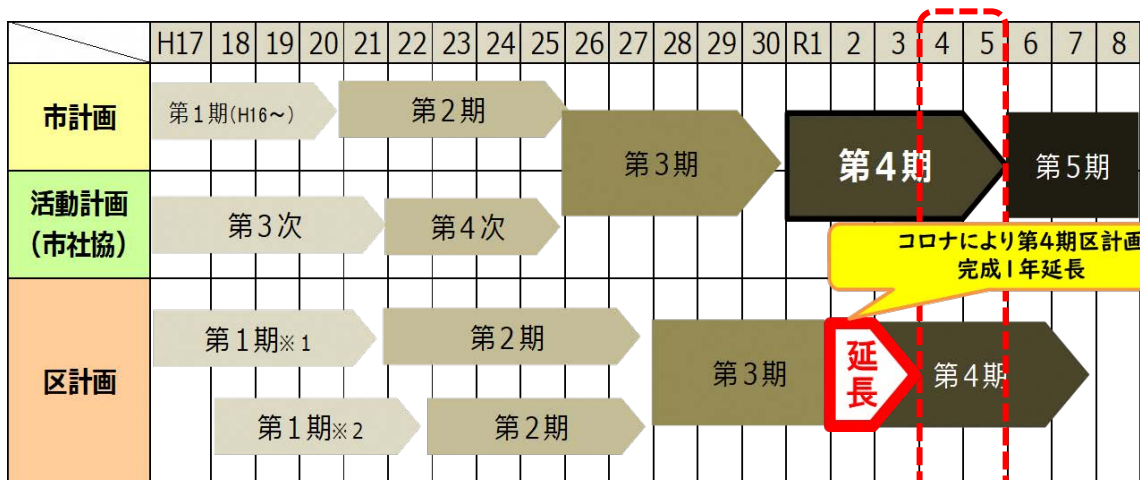 H17 18 19 20 21 22 23 24 25 26 27 28 29 30 R1 2 3 4 5 6 7 8
市計画
第1期(H16～)
第2期
第3期
第4期
第5期
活動計画
(市社協)
第3次
第4次
コロナにより第4期区計画
完成1年延長
区計画
第1期※1
第2期
第3期
延
長
第4期
第1期※2
第2期